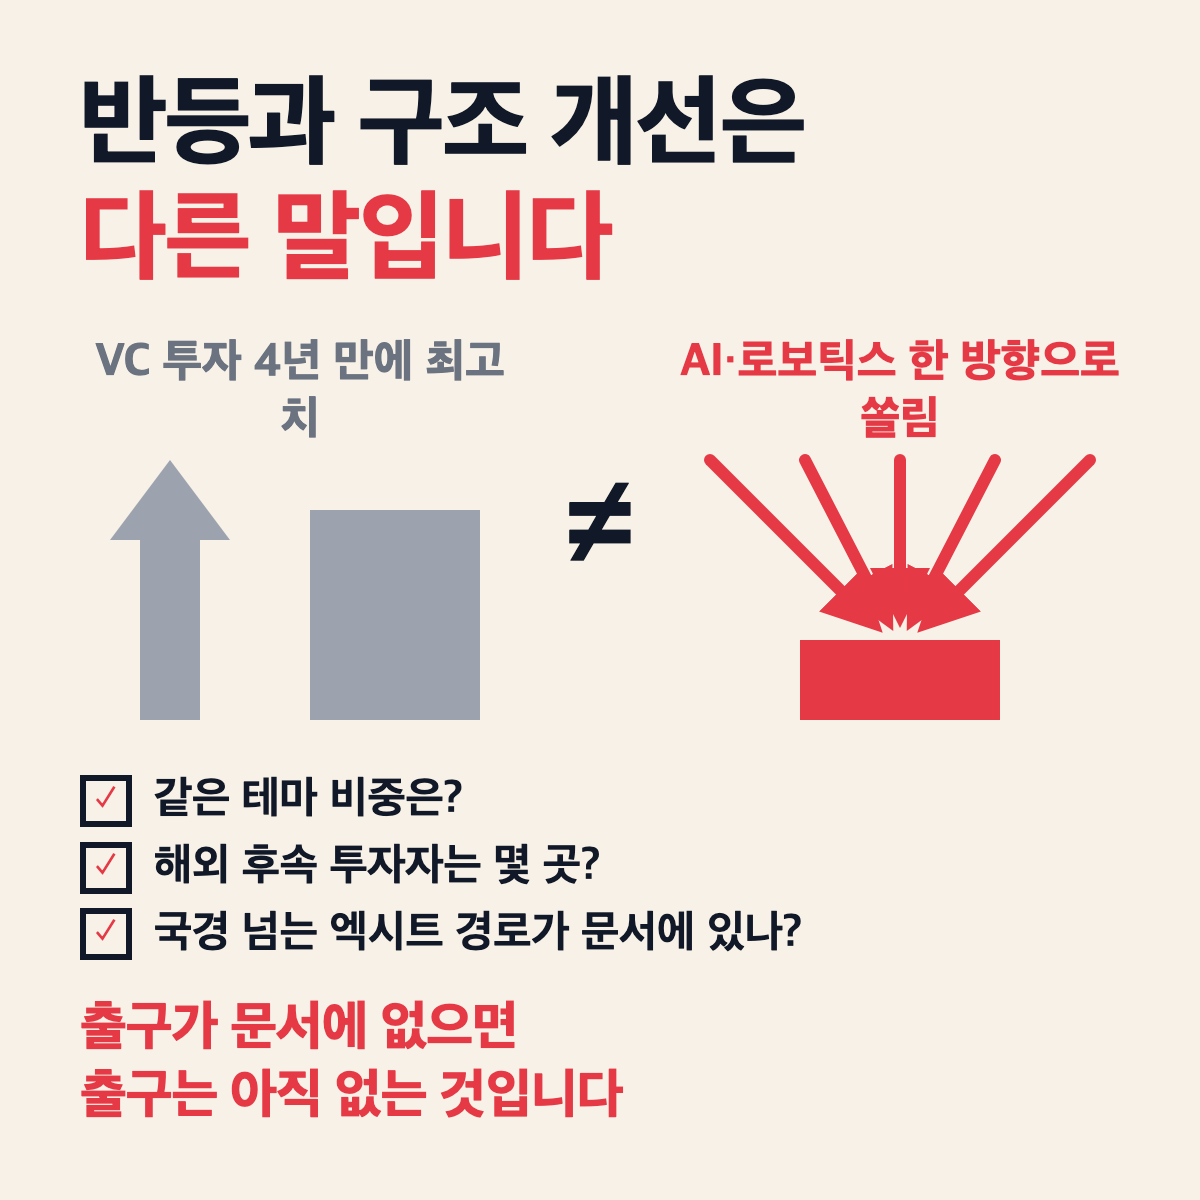 반등과 구조 개선은
다른 말입니다
VC 투자 4년 만에 최고
치
AI·로보틱스 한 방향으로
쏠림
≠
✓ 같은 테마 비중은?
✓ 해외 후속 투자자는 몇 곳?
✓ 국경 넘는 엑시트 경로가 문서에 있나?
출구가 문서에 없으면
출구는 아직 없는 것입니다